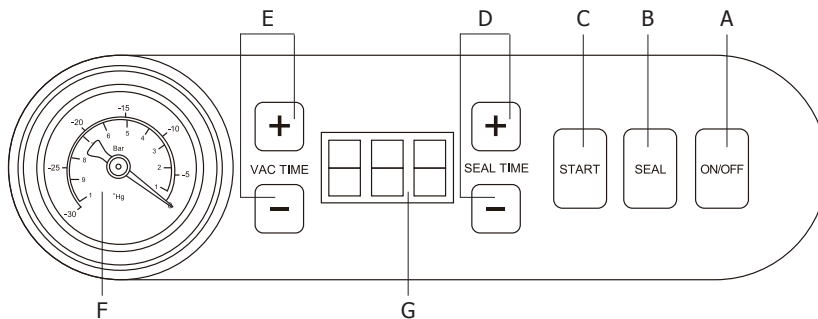 E D C B A
-15
-20 -10
6 5 4
Bar
8 3
-25 2 -5
9 1
1 "Hg
-30
VAC TIME SEAL TIME START SEAL ON/OFF
+ +
− −
F G